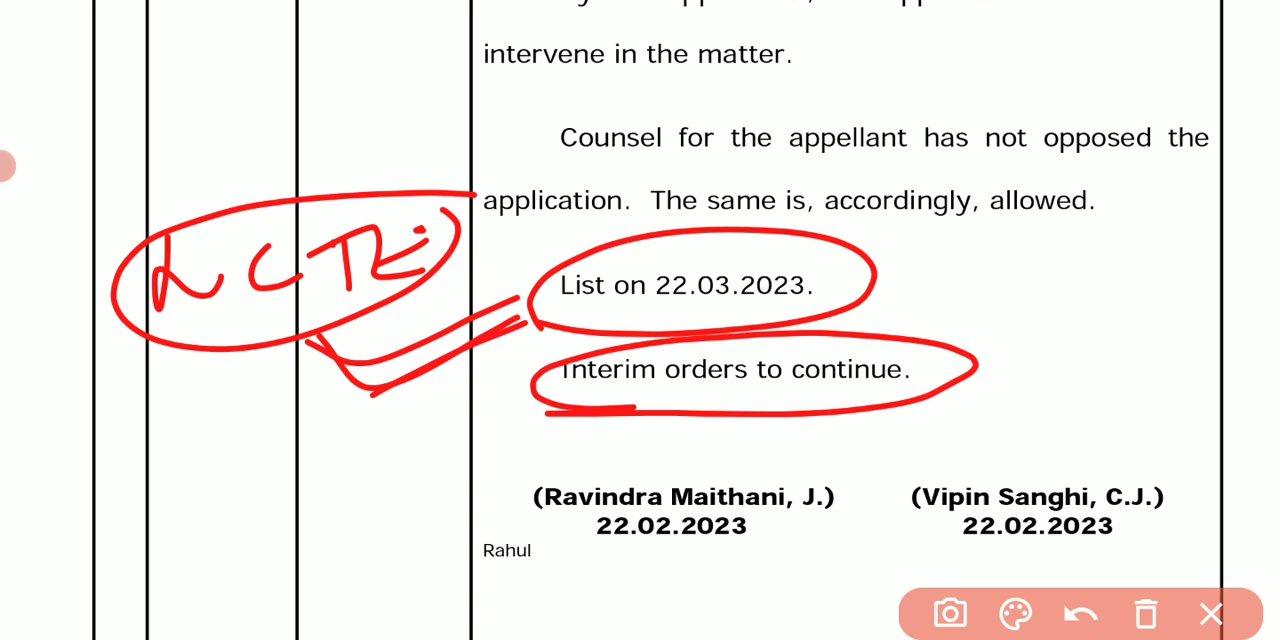 intervene in the matter.
Counsel for the appellant has not opposed the
application. The same is, accordingly, allowed.
List on 22.03.2023.
Interim orders to continue.
(Ravindra Maithani, J.) (Vipin Sanghi, C.J.)
22.02.2023 22.02.2023
Rahul